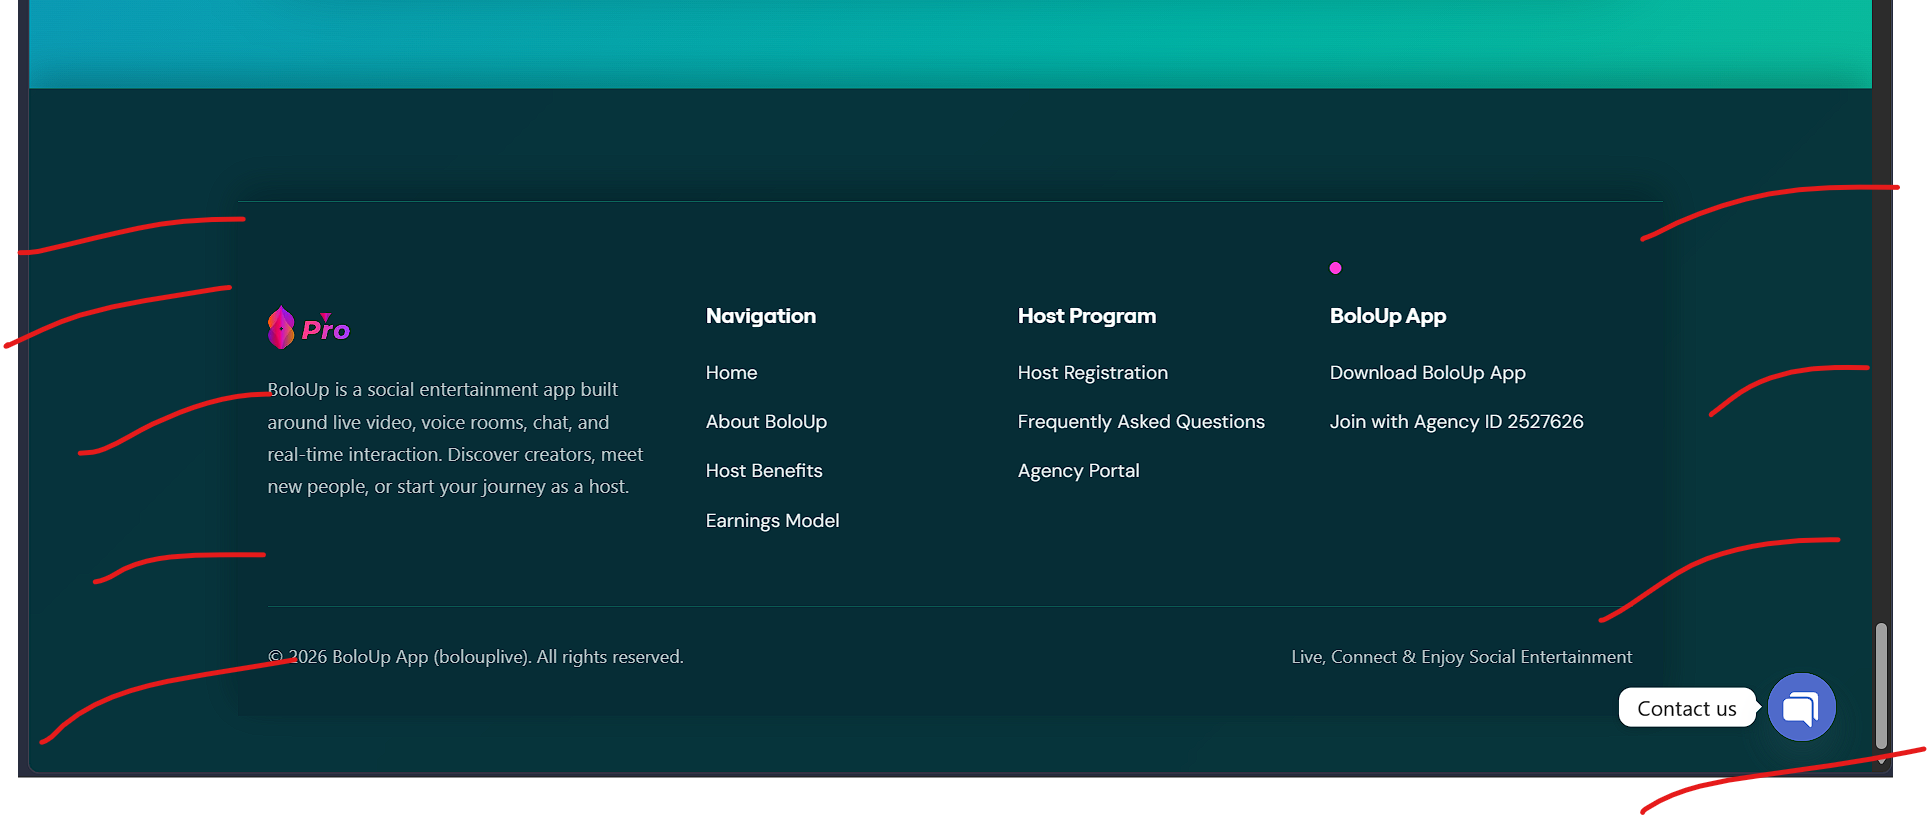 Pro
BoloUp is a social entertainment app built
around live video, voice rooms, chat, and
real-time interaction. Discover creators, meet
new people, or start your journey as a host.
Navigation
Home
About BoloUp
Host Benefits
Earnings Model
Host Program
Host Registration
Frequently Asked Questions
Agency Portal
BoloUp App
Download BoloUp App
Join with Agency ID 2527626
© 2026 BoloUp App (bolouplive). All rights reserved.
Live, Connect & Enjoy Social Entertainment
Contact us